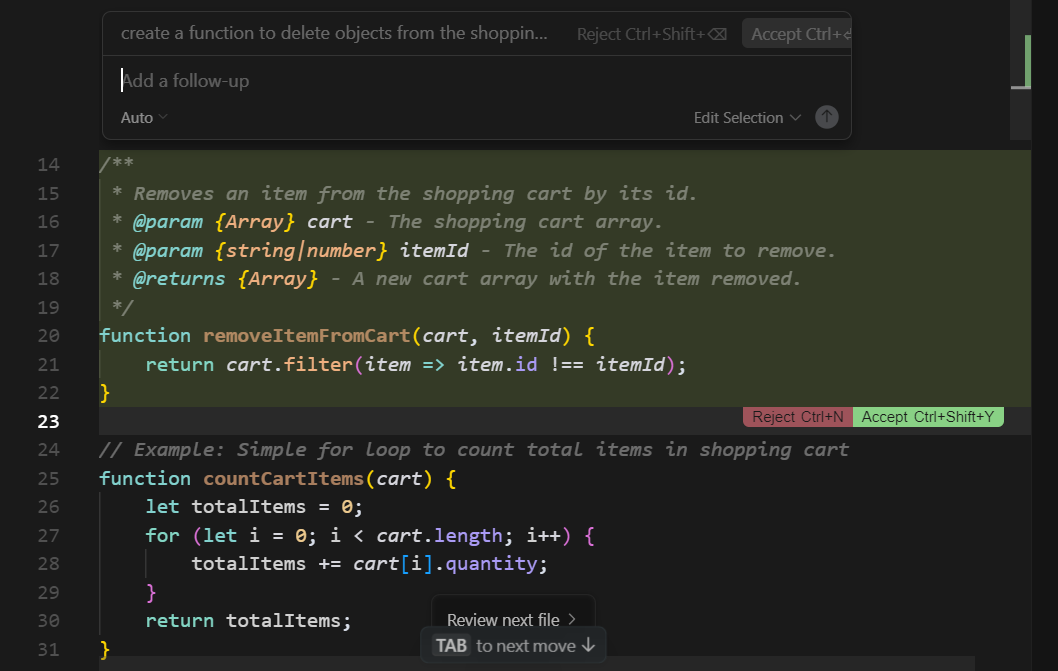 create a function to delete objects from the shoppin... Reject Ctrl+Shift+⌫ Accept Ctrl+⏎
Add a follow-up
Auto Edit Selection
14 /**
15  * Removes an item from the shopping cart by its id.
16  * @param {Array} cart - The shopping cart array.
17  * @param {string|number} itemId - The id of the item to remove.
18  * @returns {Array} - A new cart array with the item removed.
19  */
20 function removeItemFromCart(cart, itemId) {
21     return cart.filter(item => item.id !== itemId);
22 }
23 Reject Ctrl+N Accept Ctrl+Shift+Y
24 // Example: Simple for loop to count total items in shopping cart
25 function countCartItems(cart) {
26     let totalItems = 0;
27     for (let i = 0; i < cart.length; i++) {
28         totalItems += cart[i].quantity;
29     }
30     return totalItems;
Review next file >
31 }
TAB to next move ↓